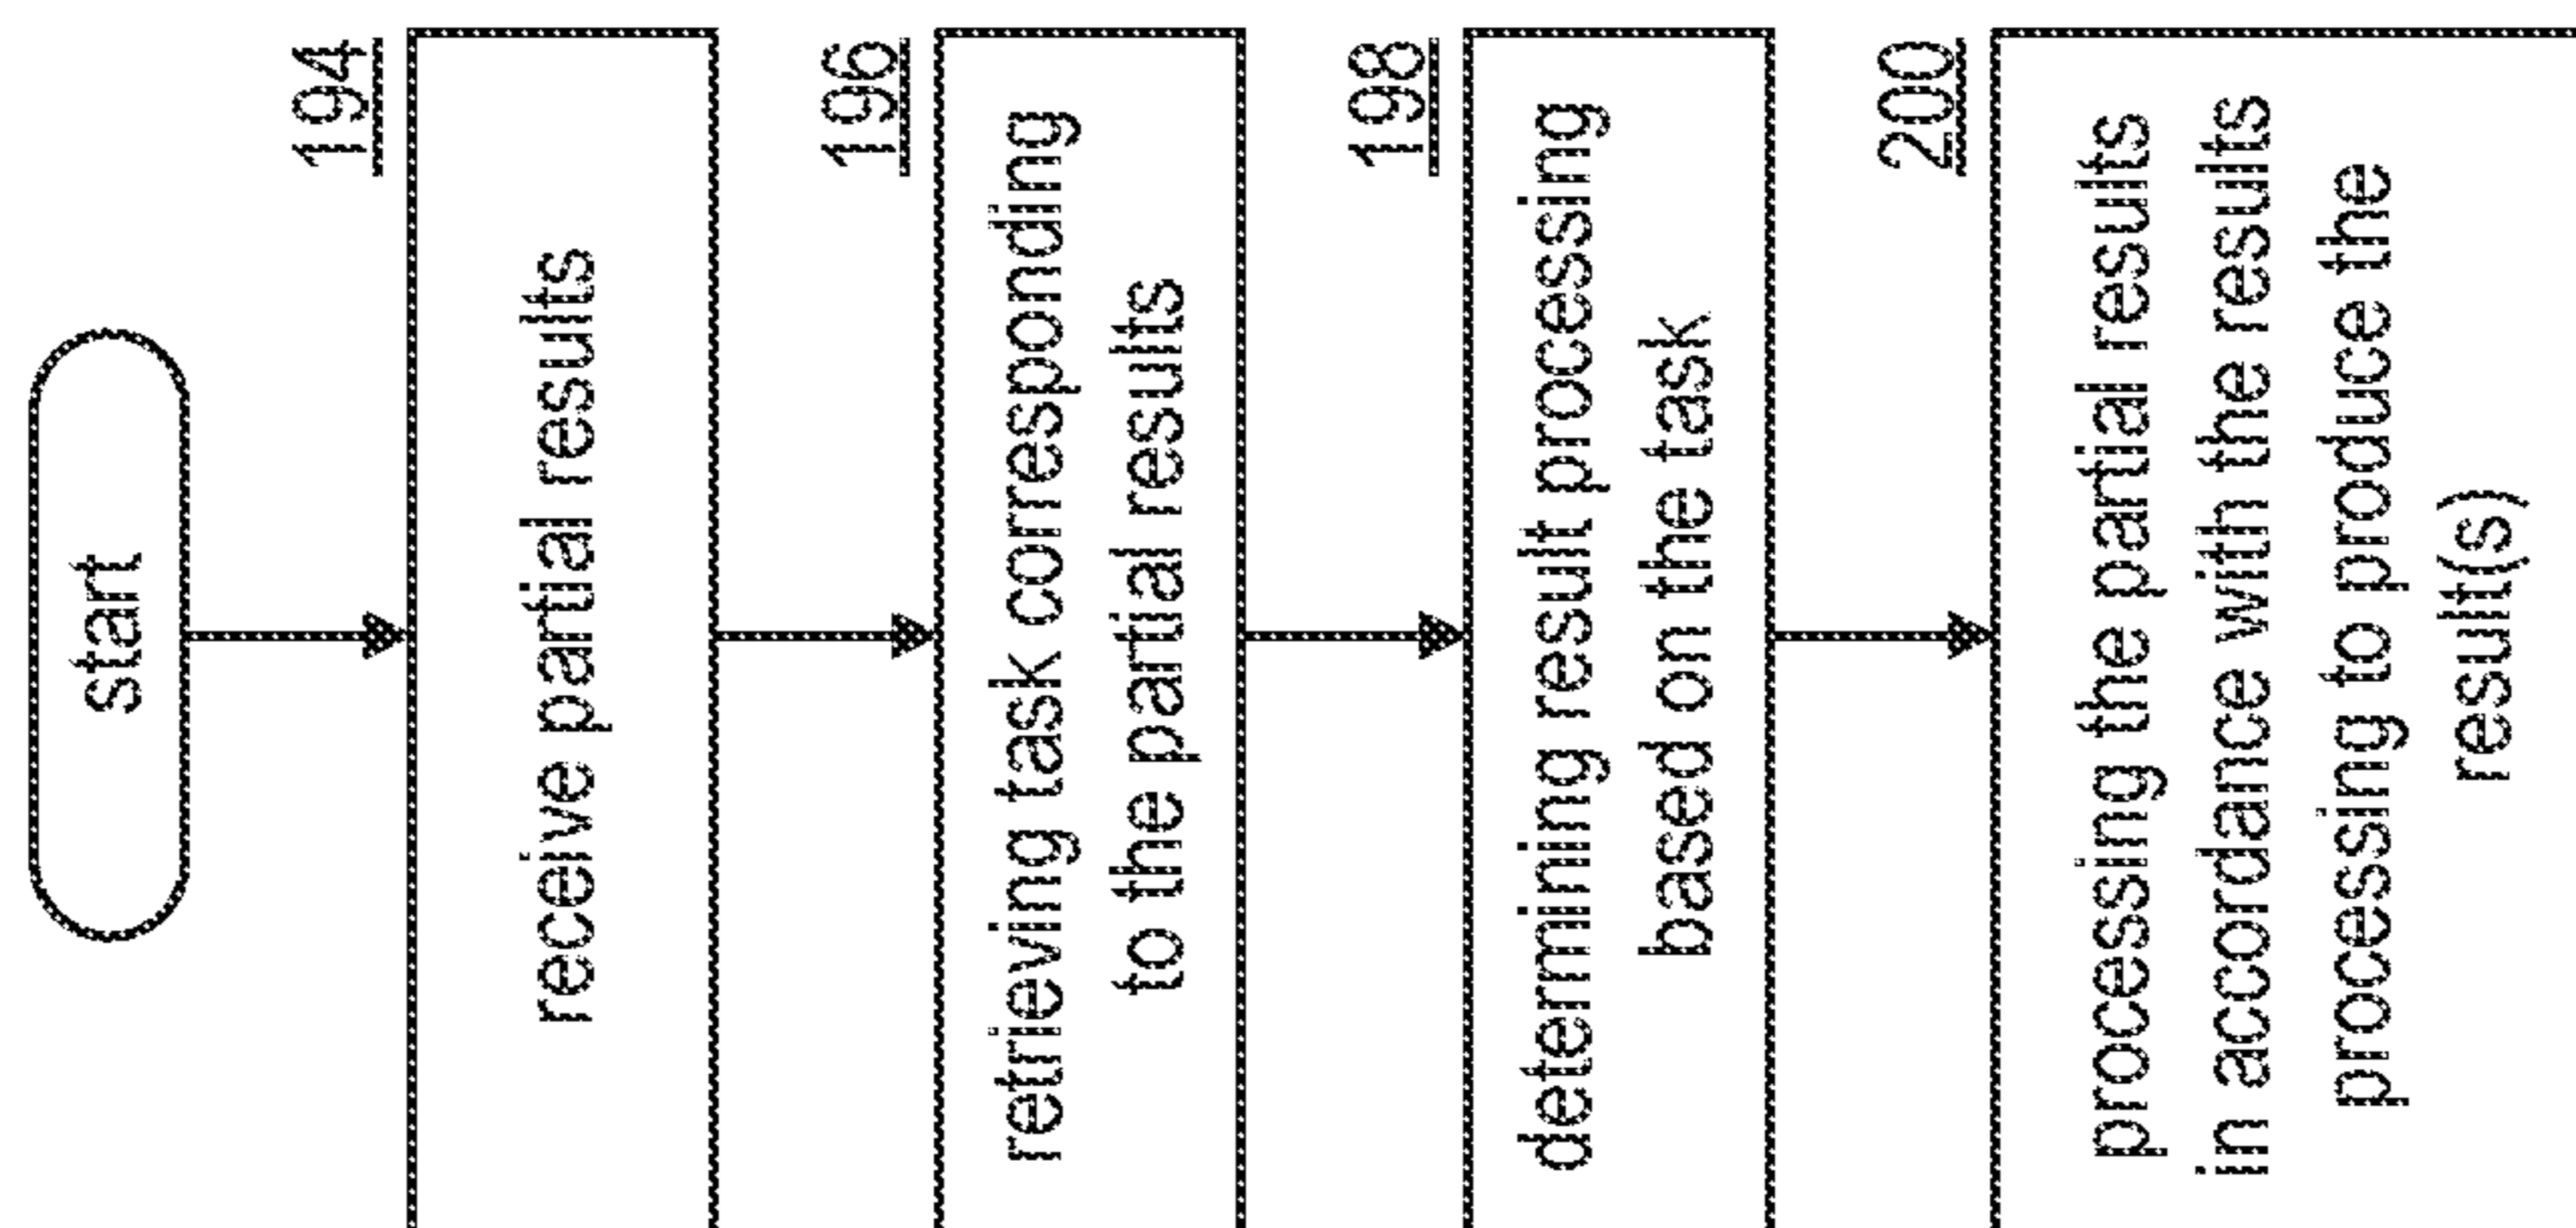 start
194
receive partial results
196
retrieving task corresponding
to the partial results
198
determining result processing
based on the task
200
processing the partial results
in accordance with the results
processing to produce the
result(s)